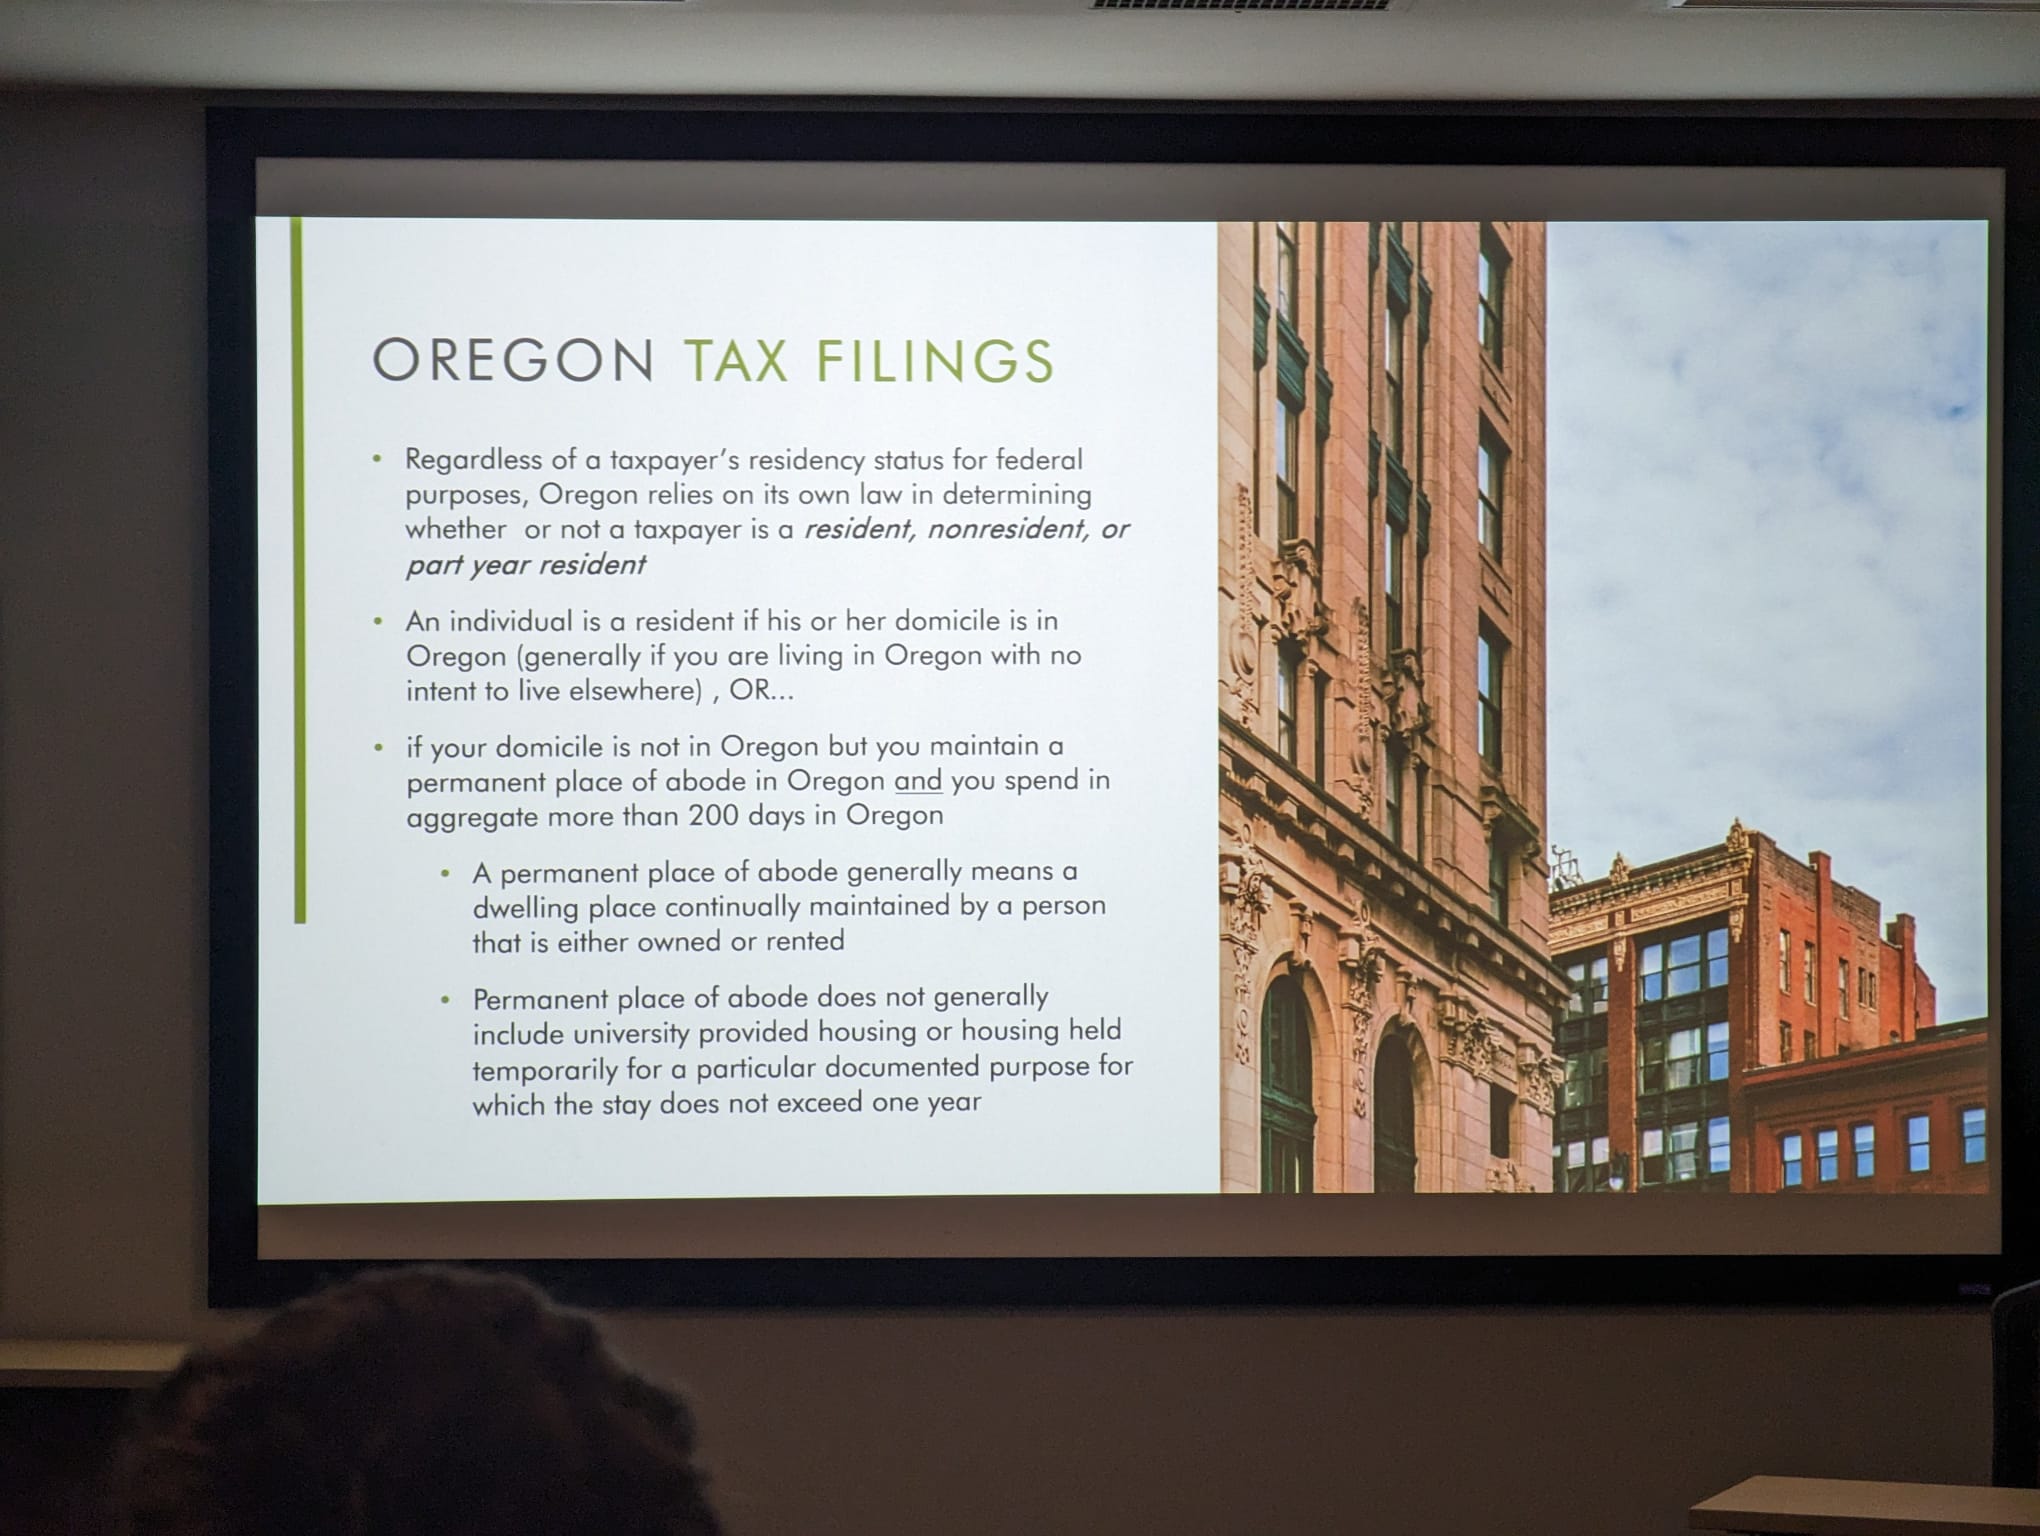 OREGON TAX FILINGS
• Regardless of a taxpayer's residency status for federal
purposes, Oregon relies on its own law in determining
whether or not a taxpayer is a resident, nonresident, or
part year resident
• An individual is a resident if his or her domicile is in
Oregon (generally if you are living in Oregon with no
intent to live elsewhere) , OR...
• if your domicile is not in Oregon but you maintain a
permanent place of abode in Oregon and you spend in
aggregate more than 200 days in Oregon
• A permanent place of abode generally means a
dwelling place continually maintained by a person
that is either owned or rented
• Permanent place of abode does not generally
include university provided housing or housing held
temporarily for a particular documented purpose for
which the stay does not exceed one year